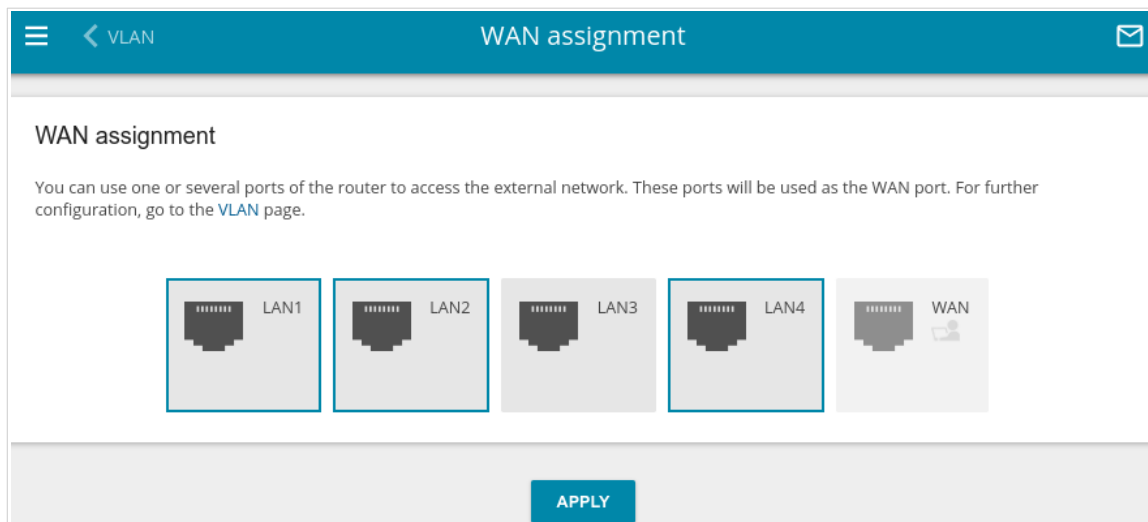 VLAN
WAN assignment
WAN assignment
You can use one or several ports of the router to access the external network. These ports will be used as the WAN port. For further
configuration, go to the VLAN page.
LAN1
LAN2
LAN3
LAN4
WAN
APPLY